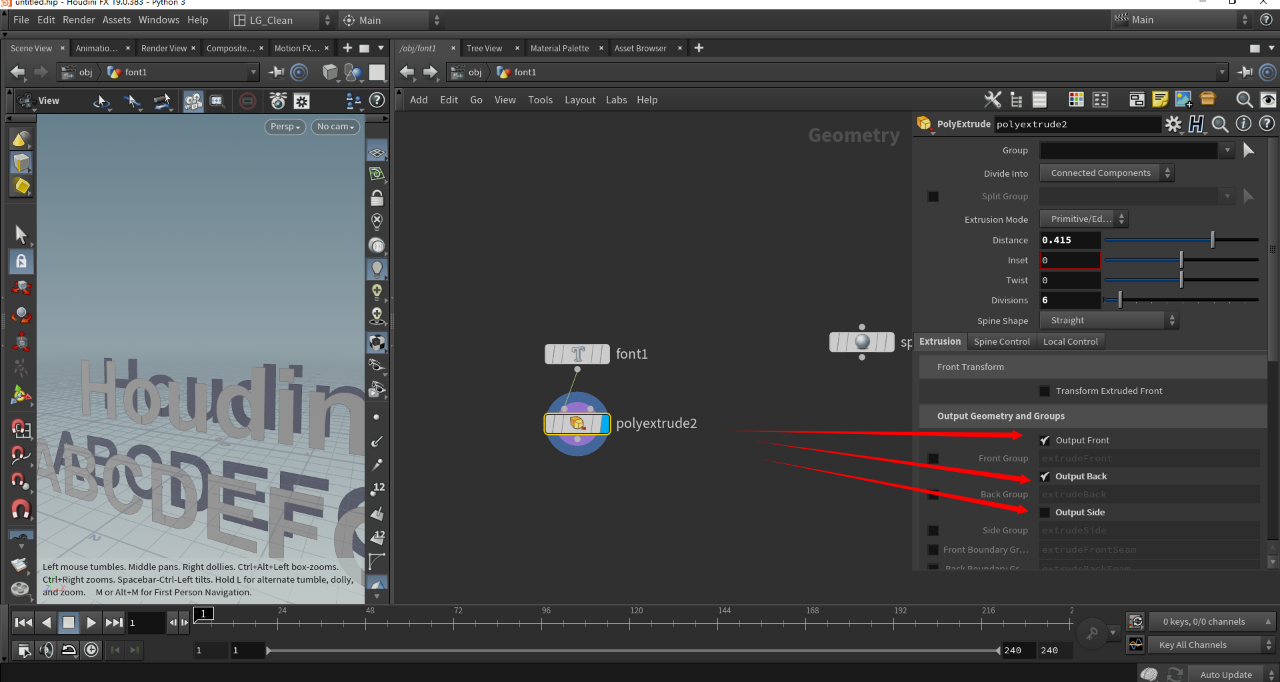 untitled.hip - Houdini FX 19.0.383 - Python 3
File Edit Render Assets Windows Help LG_Clean Main Main
Scene View Animatio... Render View Composite... Motion FX...
/obj/font1 Tree View Material Palette Asset Browser
obj font1
obj font1
View
Add Edit Go View Tools Layout Labs Help
Persp No cam
Geometry
font1
sp
polyextrude2
PolyExtrude polyextrude2
Group
Divide Into Connected Components
Split Group
Extrusion Mode Primitive/Ed...
Distance 0.415
Inset 0
Twist 0
Divisions 6
Spine Shape Straight
Extrusion Spine Control Local Control
Front Transform
Transform Extruded Front
Output Geometry and Groups
Output Front
Front Group extrudeFront
Output Back
Back Group extrudeBack
Output Side
Side Group extrudeSide
Front Boundary Gr... extrudeFrontSeam
Back Boundary Gr... extrudeBackSeam
Houdin
ABCDEFG
12
12
Left mouse tumbles. Middle pans. Right dollies. Ctrl+Alt+Left box-zooms.
Ctrl+Right zooms. Spacebar-Ctrl-Left tilts. Hold L for alternate tumble, dolly,
and zoom. M or Alt+M for First Person Navigation.
1 1 24 48 72 96 120 144 168 192 216 2
0 keys, 0/0 channels
1 1 240 240
Key All Channels
Auto Update